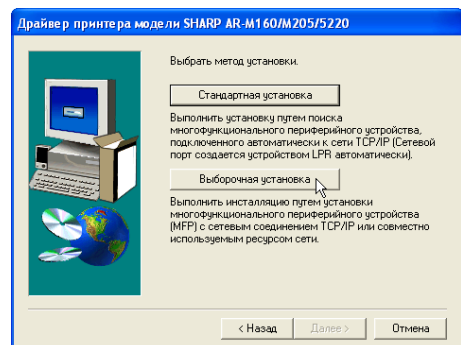 Драйвер принтера модели SHARP AR-M160/M205/5220
Выбрать метод установки.
Стандартная установка
Выполнить установку путем поиска
многофункционального периферийного устройства,
подключенного автоматически к сети TCP/IP (Сетевой
порт создается устройством LPR автоматически).
Выборочная установка
Выполнить инсталляцию путем установки
многофункционального периферийного устройства
(MFP) с сетевым соединением TCP/IP или совместно
используемым ресурсом сети.
< Назад
Далее >
Отмена